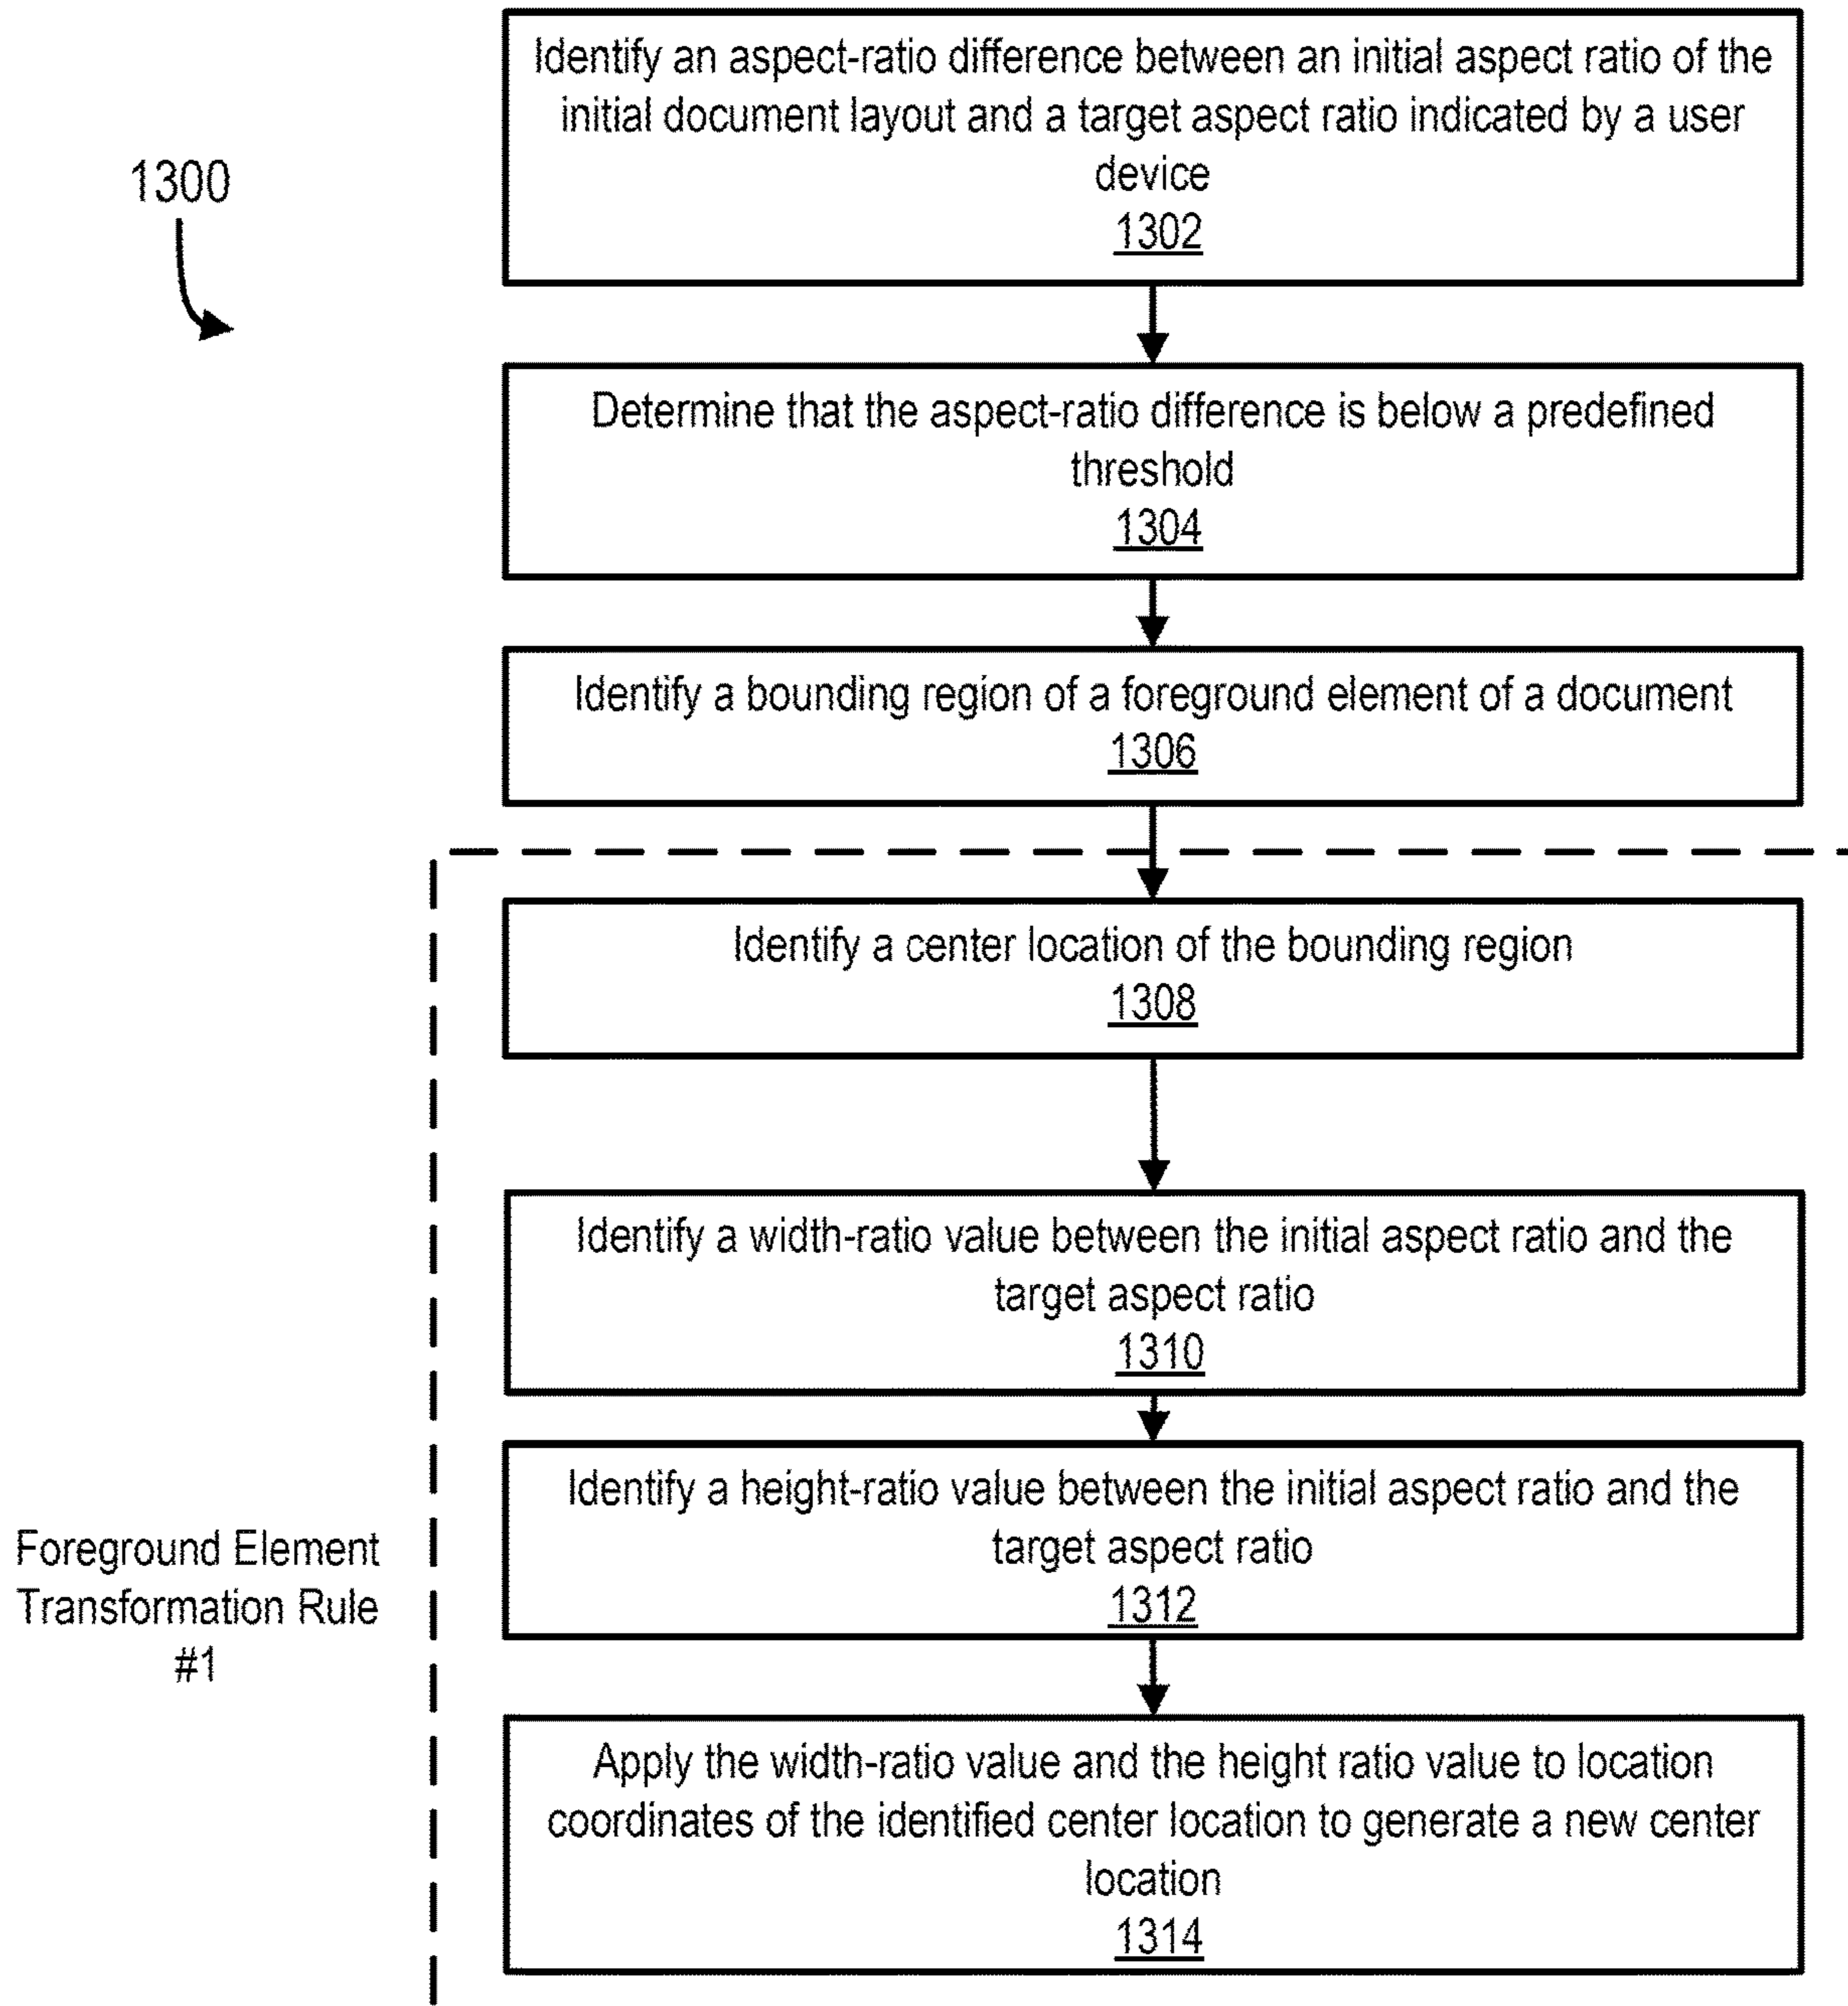 Identify an aspect-ratio difference between an initial aspect ratio of the
initial document layout and a target aspect ratio indicated by a user
device
1302
1300
Determine that the aspect-ratio difference is below a predefined
threshold
1304
Identify a bounding region of a foreground element of a document
1306
Identify a center location of the bounding region
1308
Identify a width-ratio value between the initial aspect ratio and the
target aspect ratio
1310
Identify a height-ratio value between the initial aspect ratio and the
target aspect ratio
1312
Foreground Element
Transformation Rule
#1
Apply the width-ratio value and the height ratio value to location
coordinates of the identified center location to generate a new center
location
1314